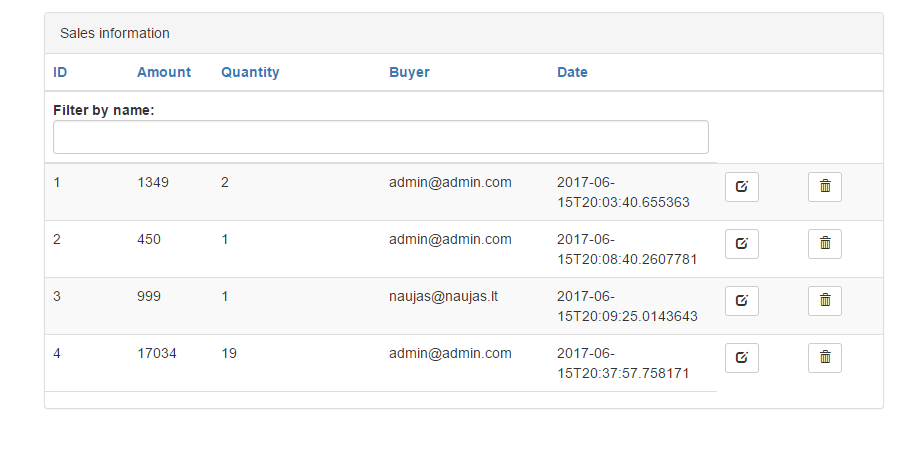 Sales information
ID Amount Quantity Buyer Date
Filter by name:
1 1349 2 admin@admin.com 2017-06-
15T20:03:40.655363
2 450 1 admin@admin.com 2017-06-
15T20:08:40.2607781
3 999 1 naujas@naujas.lt 2017-06-
15T20:09:25.0143643
4 17034 19 admin@admin.com 2017-06-
15T20:37:57.758171